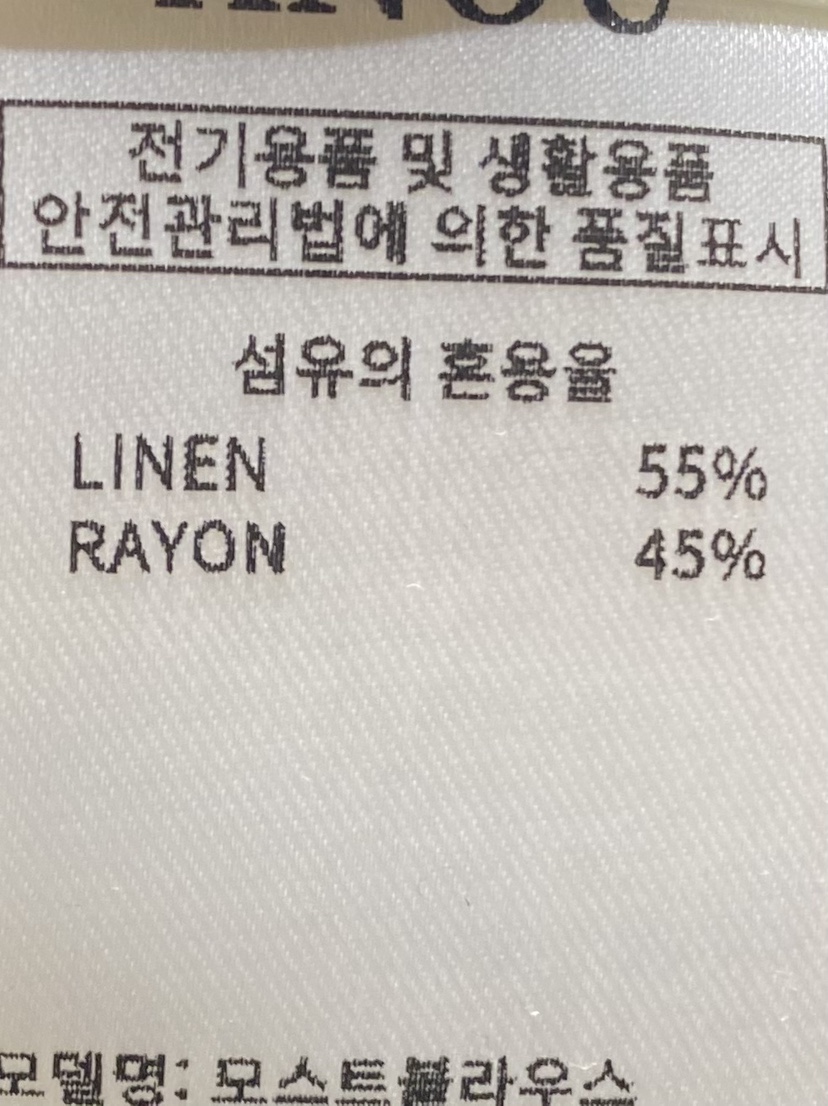 전기용품 및 생활용품
안전관리법에 의한 품질표시
섬유의 혼용율
LINEN 55%
RAYON 45%
모델명: 모스트블라우스